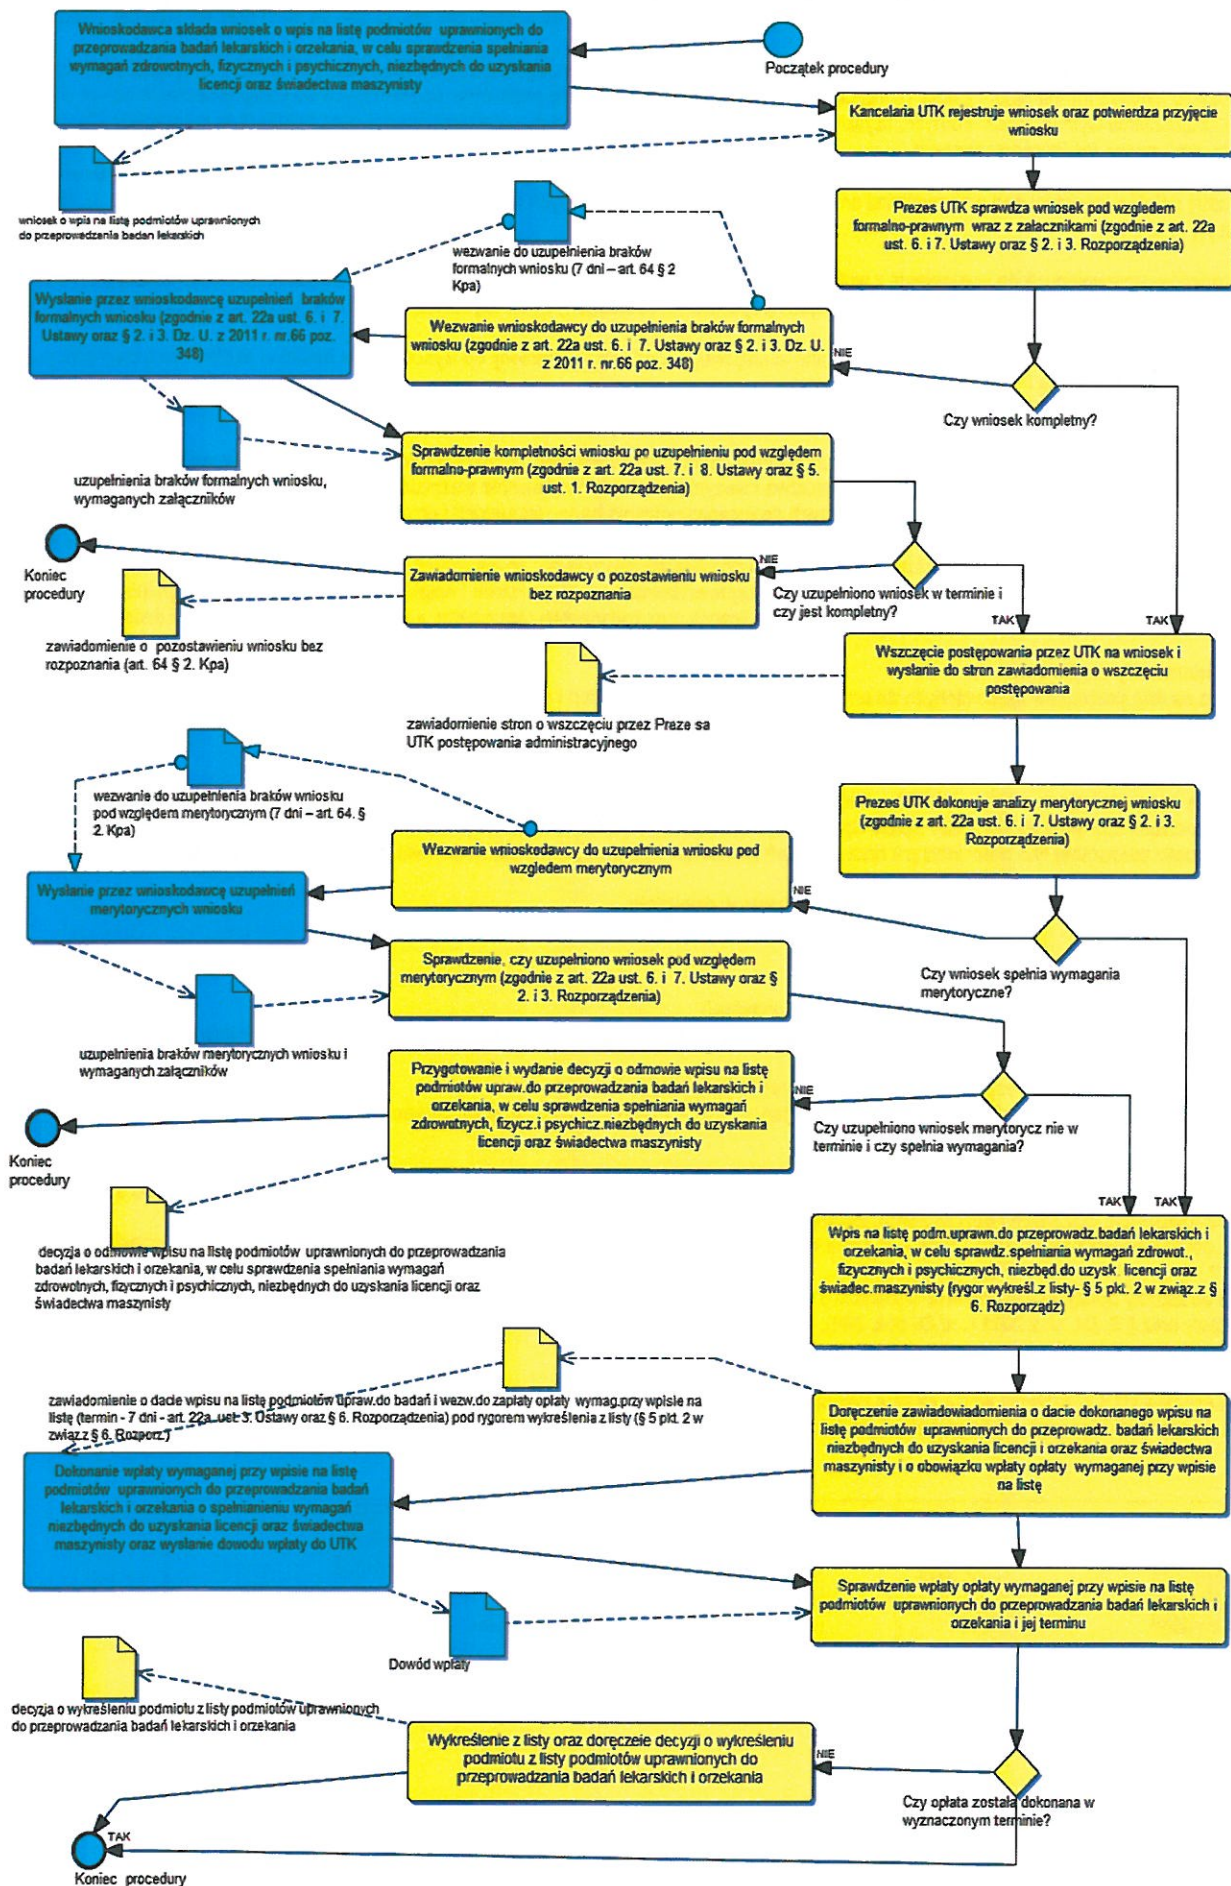 Wnioskodawca składa wniosek o wpis na listę podmiotów uprawnionych do
przeprowadzania badań lekarskich i orzekania, w celu sprawdzenia spełniania
wymagań zdrowotnych, fizycznych i psychicznych, niezbędnych do uzyskania
licencji oraz świadectwa maszynisty
Początek procedury
Kancelaria UTK rejestruje wniosek oraz potwierdza przyjęcie
wniosku
wniosek o wpis na listę podmiotów uprawnionych
do przeprowadzenia badan lekarskich
Prezes UTK sprawdza wniosek pod wzgledem
formalno-prawnym wraz z załacznikami (zgodnie z art. 22a
ust. 6. i 7. Ustawy oraz § 2. i 3. Rozporządzenia)
wezwanie do uzupełnienia braków
formalnych wniosku (7 dni – art. 64 § 2
Kpa)
Wysłanie przez wnioskodawcę uzupełnień braków
formalnych wniosku (zgodnie z art. 22a ust. 6. i 7.
Ustawy oraz § 2. i 3. Dz. U. z 2011 r. nr.66 poz.
348)
Wezwanie wnioskodawcy do uzupełnienia braków formalnych
wniosku (zgodnie z art. 22a ust. 6. i 7. Ustawy oraz § 2. i 3. Dz. U.
z 2011 r. nr.66 poz. 348)
NIE
Czy wniosek kompletny?
Sprawdzenie kompletności wniosku po uzupełnieniu pod względem
formalno-prawnym (zgodnie z art. 22a ust. 7. i 8. Ustawy oraz § 5.
ust. 1. Rozporządzenia)
uzupełnienia braków formalnych wniosku,
wymaganych załączników
Koniec
procedury
Zawiadomienie wnioskodawcy o pozostawieniu wniosku
bez rozpoznania
NIE
Czy uzupełniono wniosek w terminie i
czy jest kompletny?
TAK
TAK
zawiadomienie o pozostawieniu wniosku bez
rozpoznania (art. 64 § 2. Kpa)
Wszczęcie postępowania przez UTK na wniosek i
wysłanie do stron zawiadomienia o wszczęciu
postępowania
zawiadomienie stron o wszczęciu przez Preze sa
UTK postępowania administracyjnego
wezwanie do uzupełnienia braków wniosku
pod względem merytorycznym (7 dni – art. 64. §
2. Kpa)
Prezes UTK dokonuje analizy merytorycznej wniosku
(zgodnie z art. 22a ust. 6. i 7. Ustawy oraz § 2. i 3.
Rozporządzenia)
Wezwanie wnioskodawcy do uzupełnienia wniosku pod
względem merytorycznym
NIE
Wysłanie przez wnioskodawcę uzupełnień
merytorycznych wniosku
Sprawdzenie, czy uzupełniono wniosek pod względem
merytorycznym (zgodnie z art. 22a ust. 6. i 7. Ustawy oraz §
2. i 3. Rozporządzenia)
Czy wniosek spełnia wymagania
merytoryczne?
uzupełnienia braków merytorycznych wniosku i
wymaganych załączników
Przygotowanie i wydanie decyzji o odmowie wpisu na listę
podmiotów upraw.do przeprowadzania badań lekarskich i
orzekania, w celu sprawdzenia spełniania wymagań
zdrowotnych, fizycz.i psychicz.niezbędnych do uzyskania
licencji oraz świadectwa maszynisty
NIE
Czy uzupełniono wniosek merytorycz nie w
terminie i czy spełnia wymagania?
Koniec
procedury
TAK
TAK
decyzja o odmowie wpisu na listę podmiotów uprawnionych do przeprowadzania
badań lekarskich i orzekania, w celu sprawdzenia spełniania wymagań
zdrowotnych, fizycznych i psychicznych, niezbędnych do uzyskania licencji oraz
świadectwa maszynisty
Wpis na listę podm.uprawn.do przeprowadz.badań lekarskich i
orzekania, w celu sprawdz.spełniania wymagań zdrowot.,
fizycznych i psychicznych, niezbęd.do uzysk. licencji oraz
świadec.maszynisty (rygor wykreśl.z listy- § 5 pkt. 2 w związ.z §
6. Rozporządz)
zawiadomienie o dacie wpisu na listę podmiotów upraw.do badań i wezw.do zapłaty opłaty wymag.przy wpisie na
listę (termin - 7 dni - art. 22a. ust. 3. Ustawy oraz § 6. Rozporządzenia) pod rygorem wykreślenia z listy (§ 5 pkt. 2 w
związ.z § 6. Rozporz.)
Doręczenie zawiadowiadomienia o dacie dokonanego wpisu na
listę podmiotów uprawnionych do przeprowadz. badań lekarskich
niezbędnych do uzyskania licencji i orzekania oraz świadectwa
maszynisty i o obowiązku wpłaty opłaty wymaganej przy wpisie
na listę
Dokonanie wpłaty wymaganej przy wpisie na listę
podmiotów uprawnionych do przeprowadzania badań
lekarskich i orzekania o spełnianieniu wymagań
niezbędnych do uzyskania licencji oraz świadectwa
maszynisty oraz wysłanie dowodu wpłaty do UTK
Sprawdzenie wpłaty opłaty wymaganej przy wpisie na listę
podmiotów uprawnionych do przeprowadzania badań lekarskich i
orzekania i jej terminu
Dowód wpłaty
decyzja o wykreśleniu podmiotu z listy podmiotów uprawnionych
do przeprowadzania badań lekarskich i orzekania
Wykreślenie z listy oraz doręczeie decyzji o wykreśleniu
podmiotu z listy podmiotów uprawnionych do
przeprowadzania badań lekarskich i orzekania
NIE
Czy opłata została dokonana w
wyznaczonym terminie?
TAK
Koniec procedury